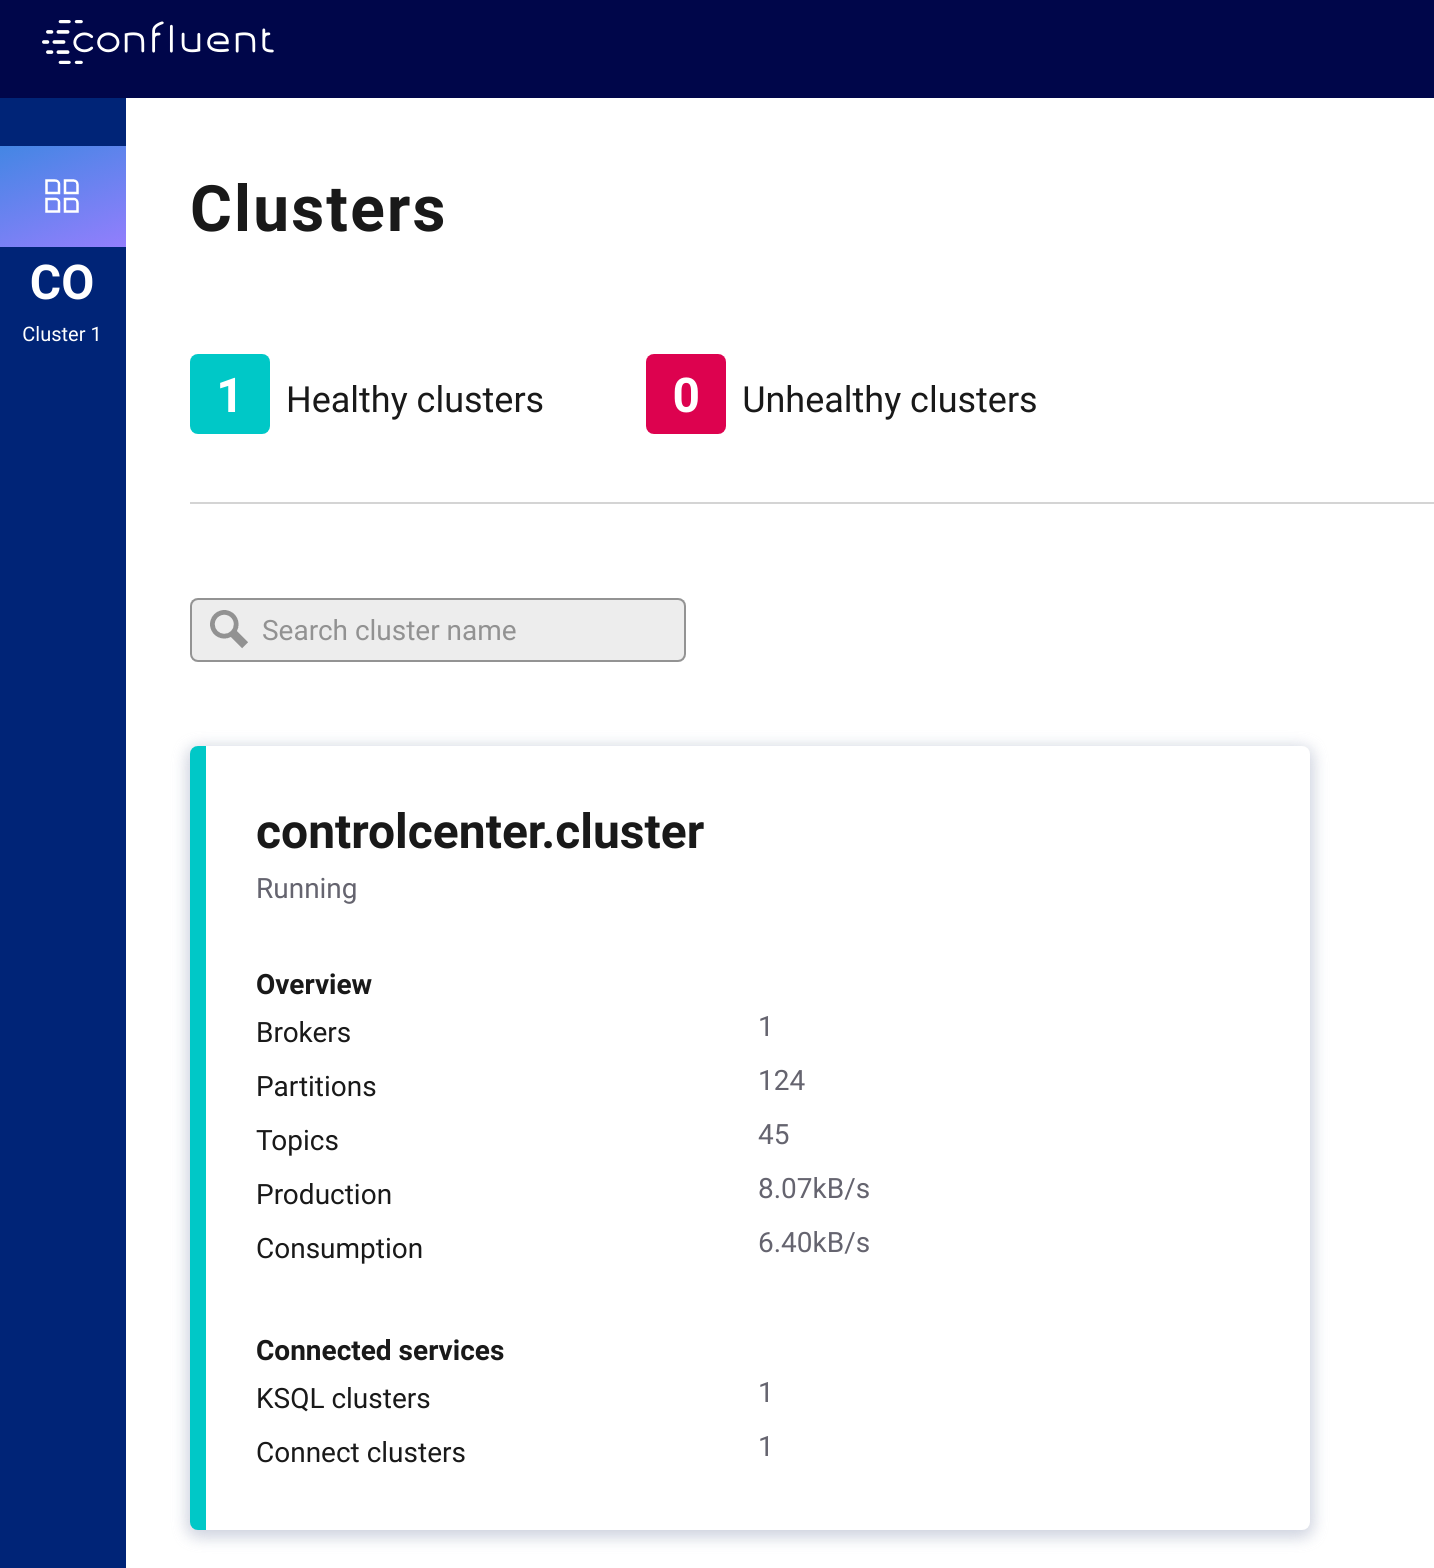 confluent
CO
Cluster 1
Clusters
1 Healthy clusters 0 Unhealthy clusters
Search cluster name
controlcenter.cluster
Running
Overview
Brokers 1
Partitions 124
Topics 45
Production 8.07kB/s
Consumption 6.40kB/s
Connected services
KSQL clusters 1
Connect clusters 1